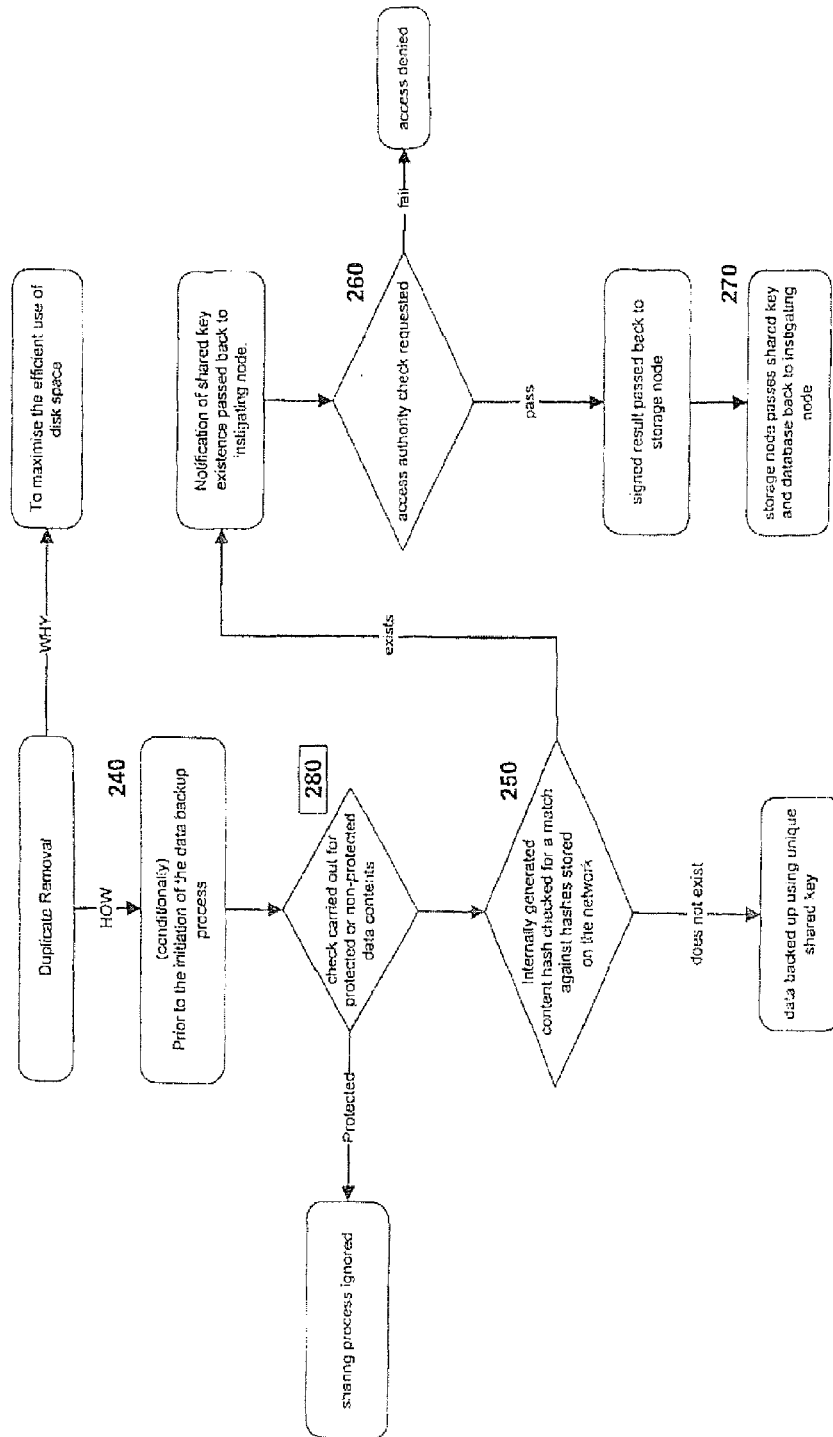 Duplicate Removal
WHY
To maximise the efficient use of
disk space
HOW
240
(conditionally)
Prior to the initiation of the data backup
process
280
check carried out for
protected or non-protected
data contents
Protected
sharing process ignored
250
Internally generated
content hash checked for a match
against hashes stored
on the network
does not exist
data backed up using unique
shared key
exists
Notification of shared key
existence passed back to
instigating node.
260
access authority check requested
fail
access denied
pass
signed result passed back to
storage node
270
storage node passes shared key
and database back to instigating
node